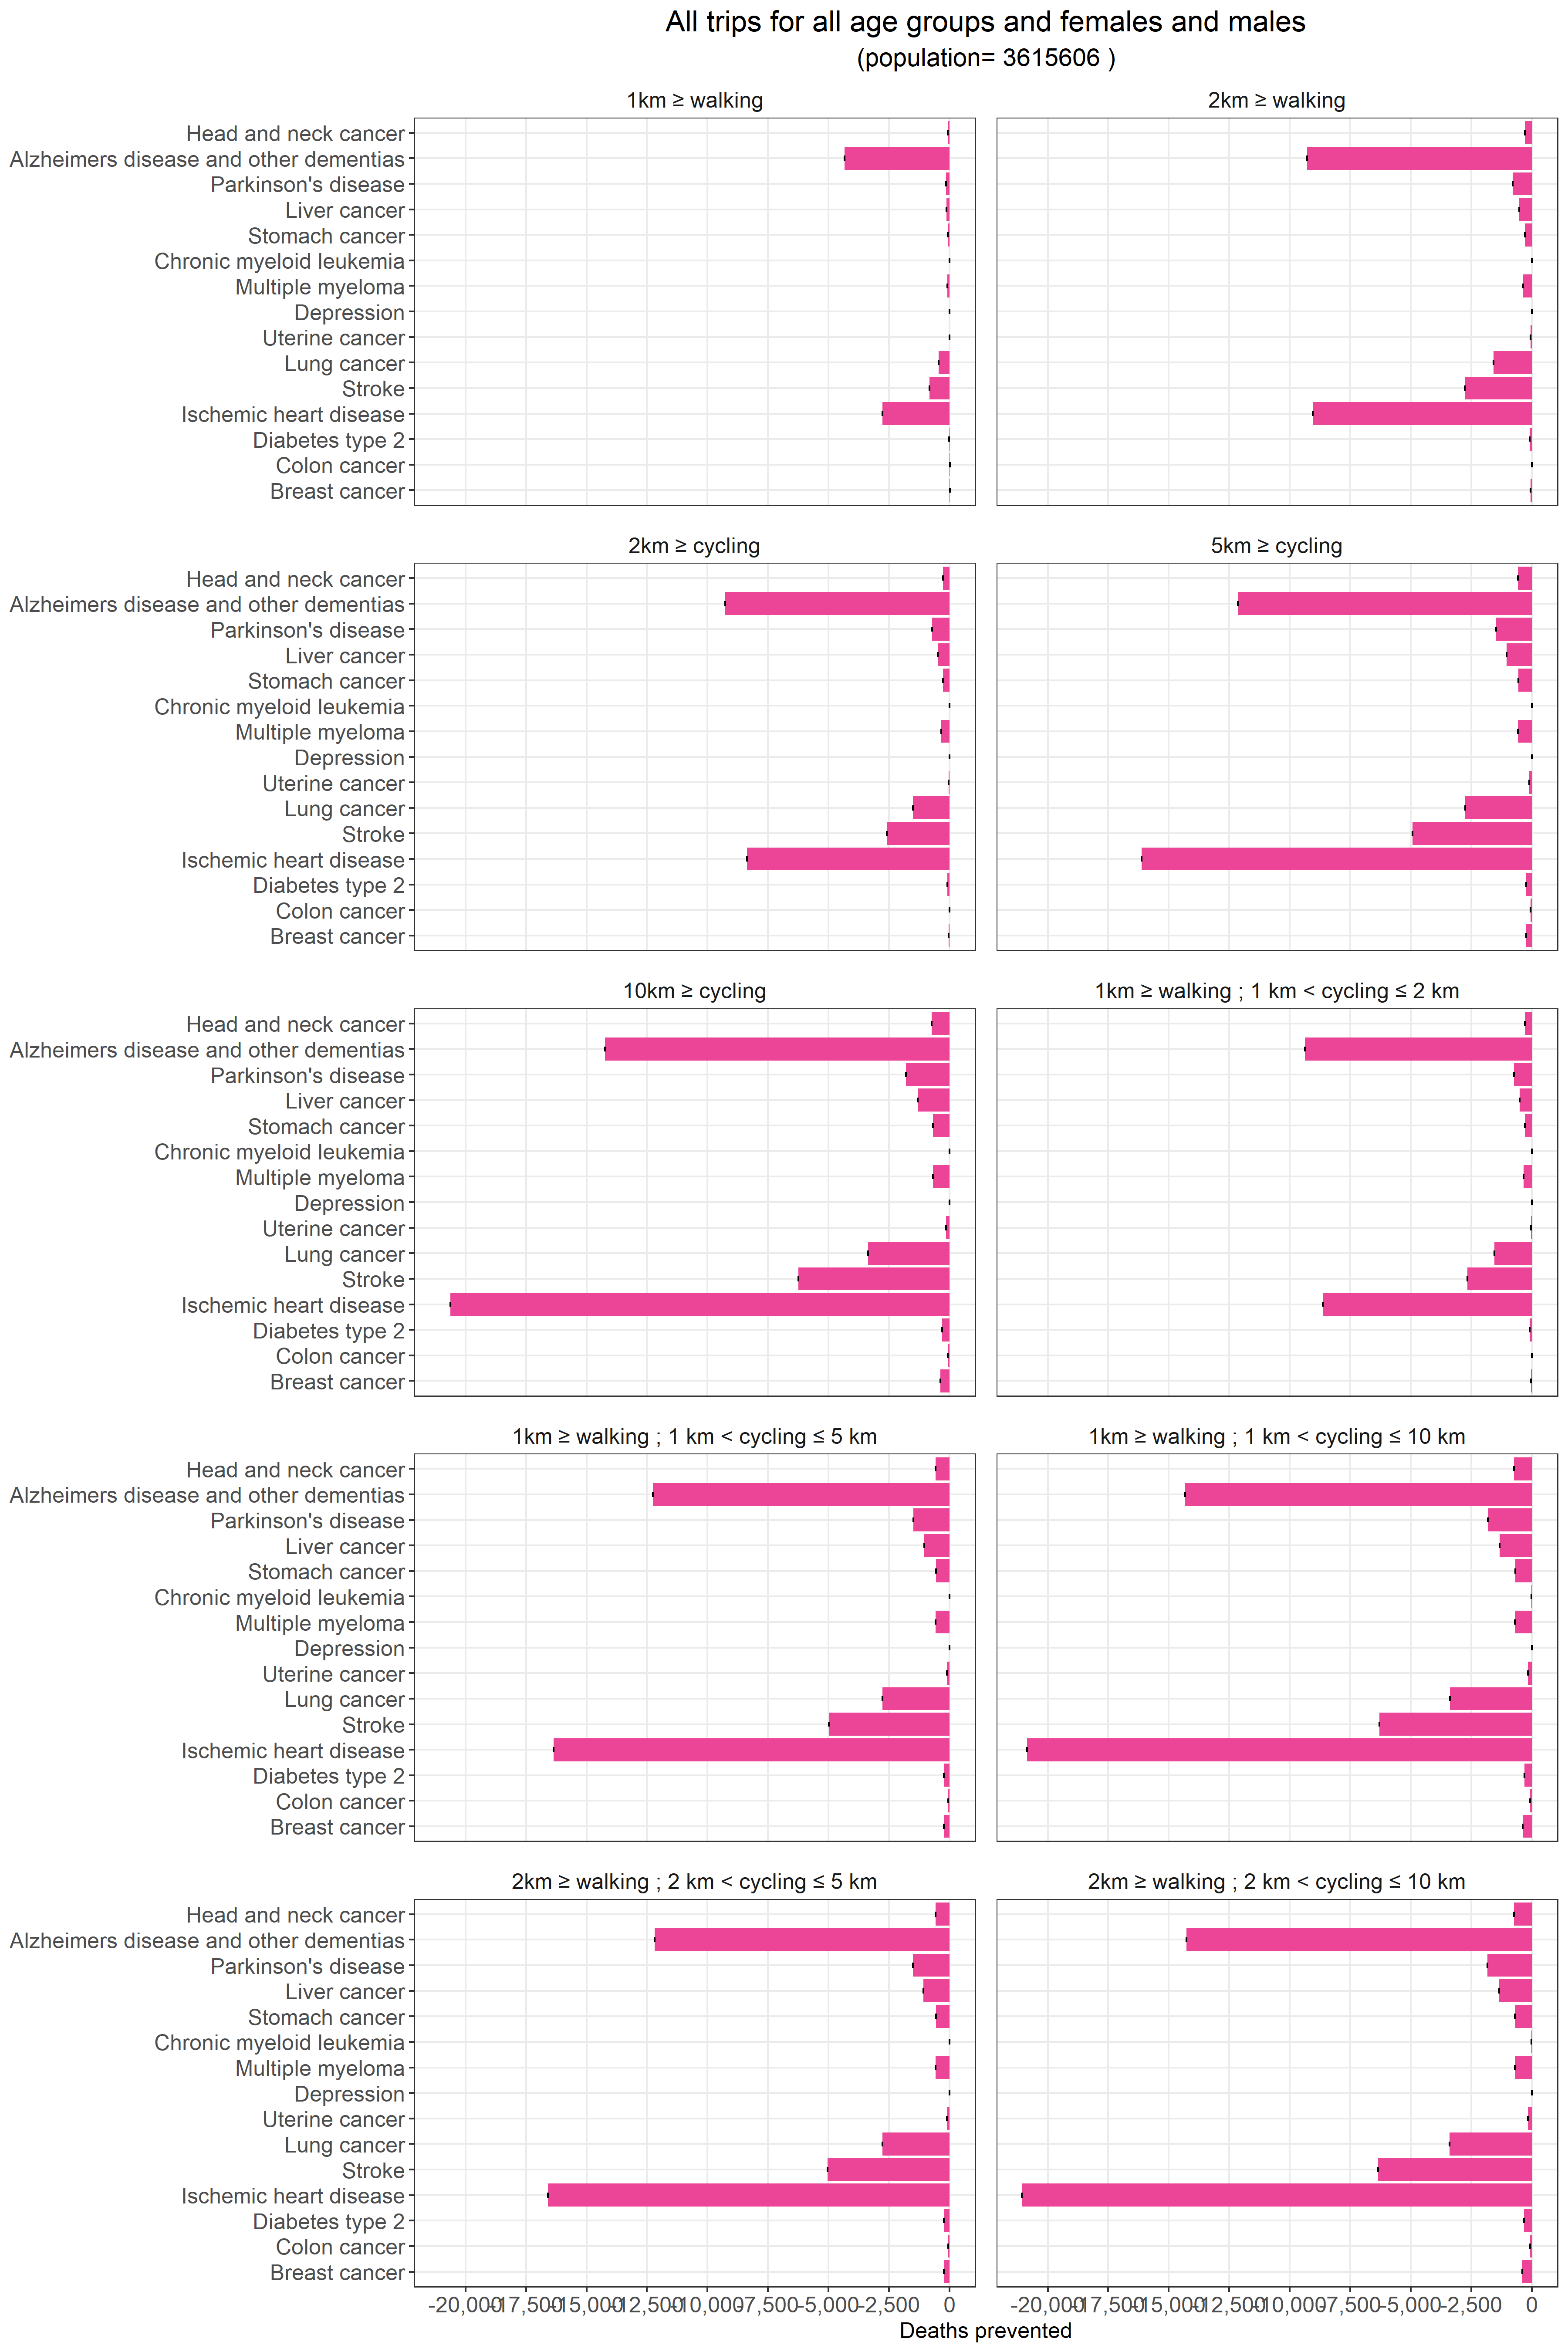 All trips for all age groups and females and males
(population= 3615606 )
1km ≥ walking
2km ≥ walking
Head and neck cancer
Alzheimers disease and other dementias
Parkinson's disease
Liver cancer
Stomach cancer
Chronic myeloid leukemia
Multiple myeloma
Depression
Uterine cancer
Lung cancer
Stroke
Ischemic heart disease
Diabetes type 2
Colon cancer
Breast cancer
2km ≥ cycling
5km ≥ cycling
Head and neck cancer
Alzheimers disease and other dementias
Parkinson's disease
Liver cancer
Stomach cancer
Chronic myeloid leukemia
Multiple myeloma
Depression
Uterine cancer
Lung cancer
Stroke
Ischemic heart disease
Diabetes type 2
Colon cancer
Breast cancer
10km ≥ cycling
1km ≥ walking ; 1 km < cycling ≤ 2 km
Head and neck cancer
Alzheimers disease and other dementias
Parkinson's disease
Liver cancer
Stomach cancer
Chronic myeloid leukemia
Multiple myeloma
Depression
Uterine cancer
Lung cancer
Stroke
Ischemic heart disease
Diabetes type 2
Colon cancer
Breast cancer
1km ≥ walking ; 1 km < cycling ≤ 5 km
1km ≥ walking ; 1 km < cycling ≤ 10 km
Head and neck cancer
Alzheimers disease and other dementias
Parkinson's disease
Liver cancer
Stomach cancer
Chronic myeloid leukemia
Multiple myeloma
Depression
Uterine cancer
Lung cancer
Stroke
Ischemic heart disease
Diabetes type 2
Colon cancer
Breast cancer
2km ≥ walking ; 2 km < cycling ≤ 5 km
2km ≥ walking ; 2 km < cycling ≤ 10 km
Head and neck cancer
Alzheimers disease and other dementias
Parkinson's disease
Liver cancer
Stomach cancer
Chronic myeloid leukemia
Multiple myeloma
Depression
Uterine cancer
Lung cancer
Stroke
Ischemic heart disease
Diabetes type 2
Colon cancer
Breast cancer
-20,000 -17,500 -15,000 -12,500 -10,000 -7,500 -5,000 -2,500 0
-20,000 -17,500 -15,000 -12,500 -10,000 -7,500 -5,000 -2,500 0
Deaths prevented